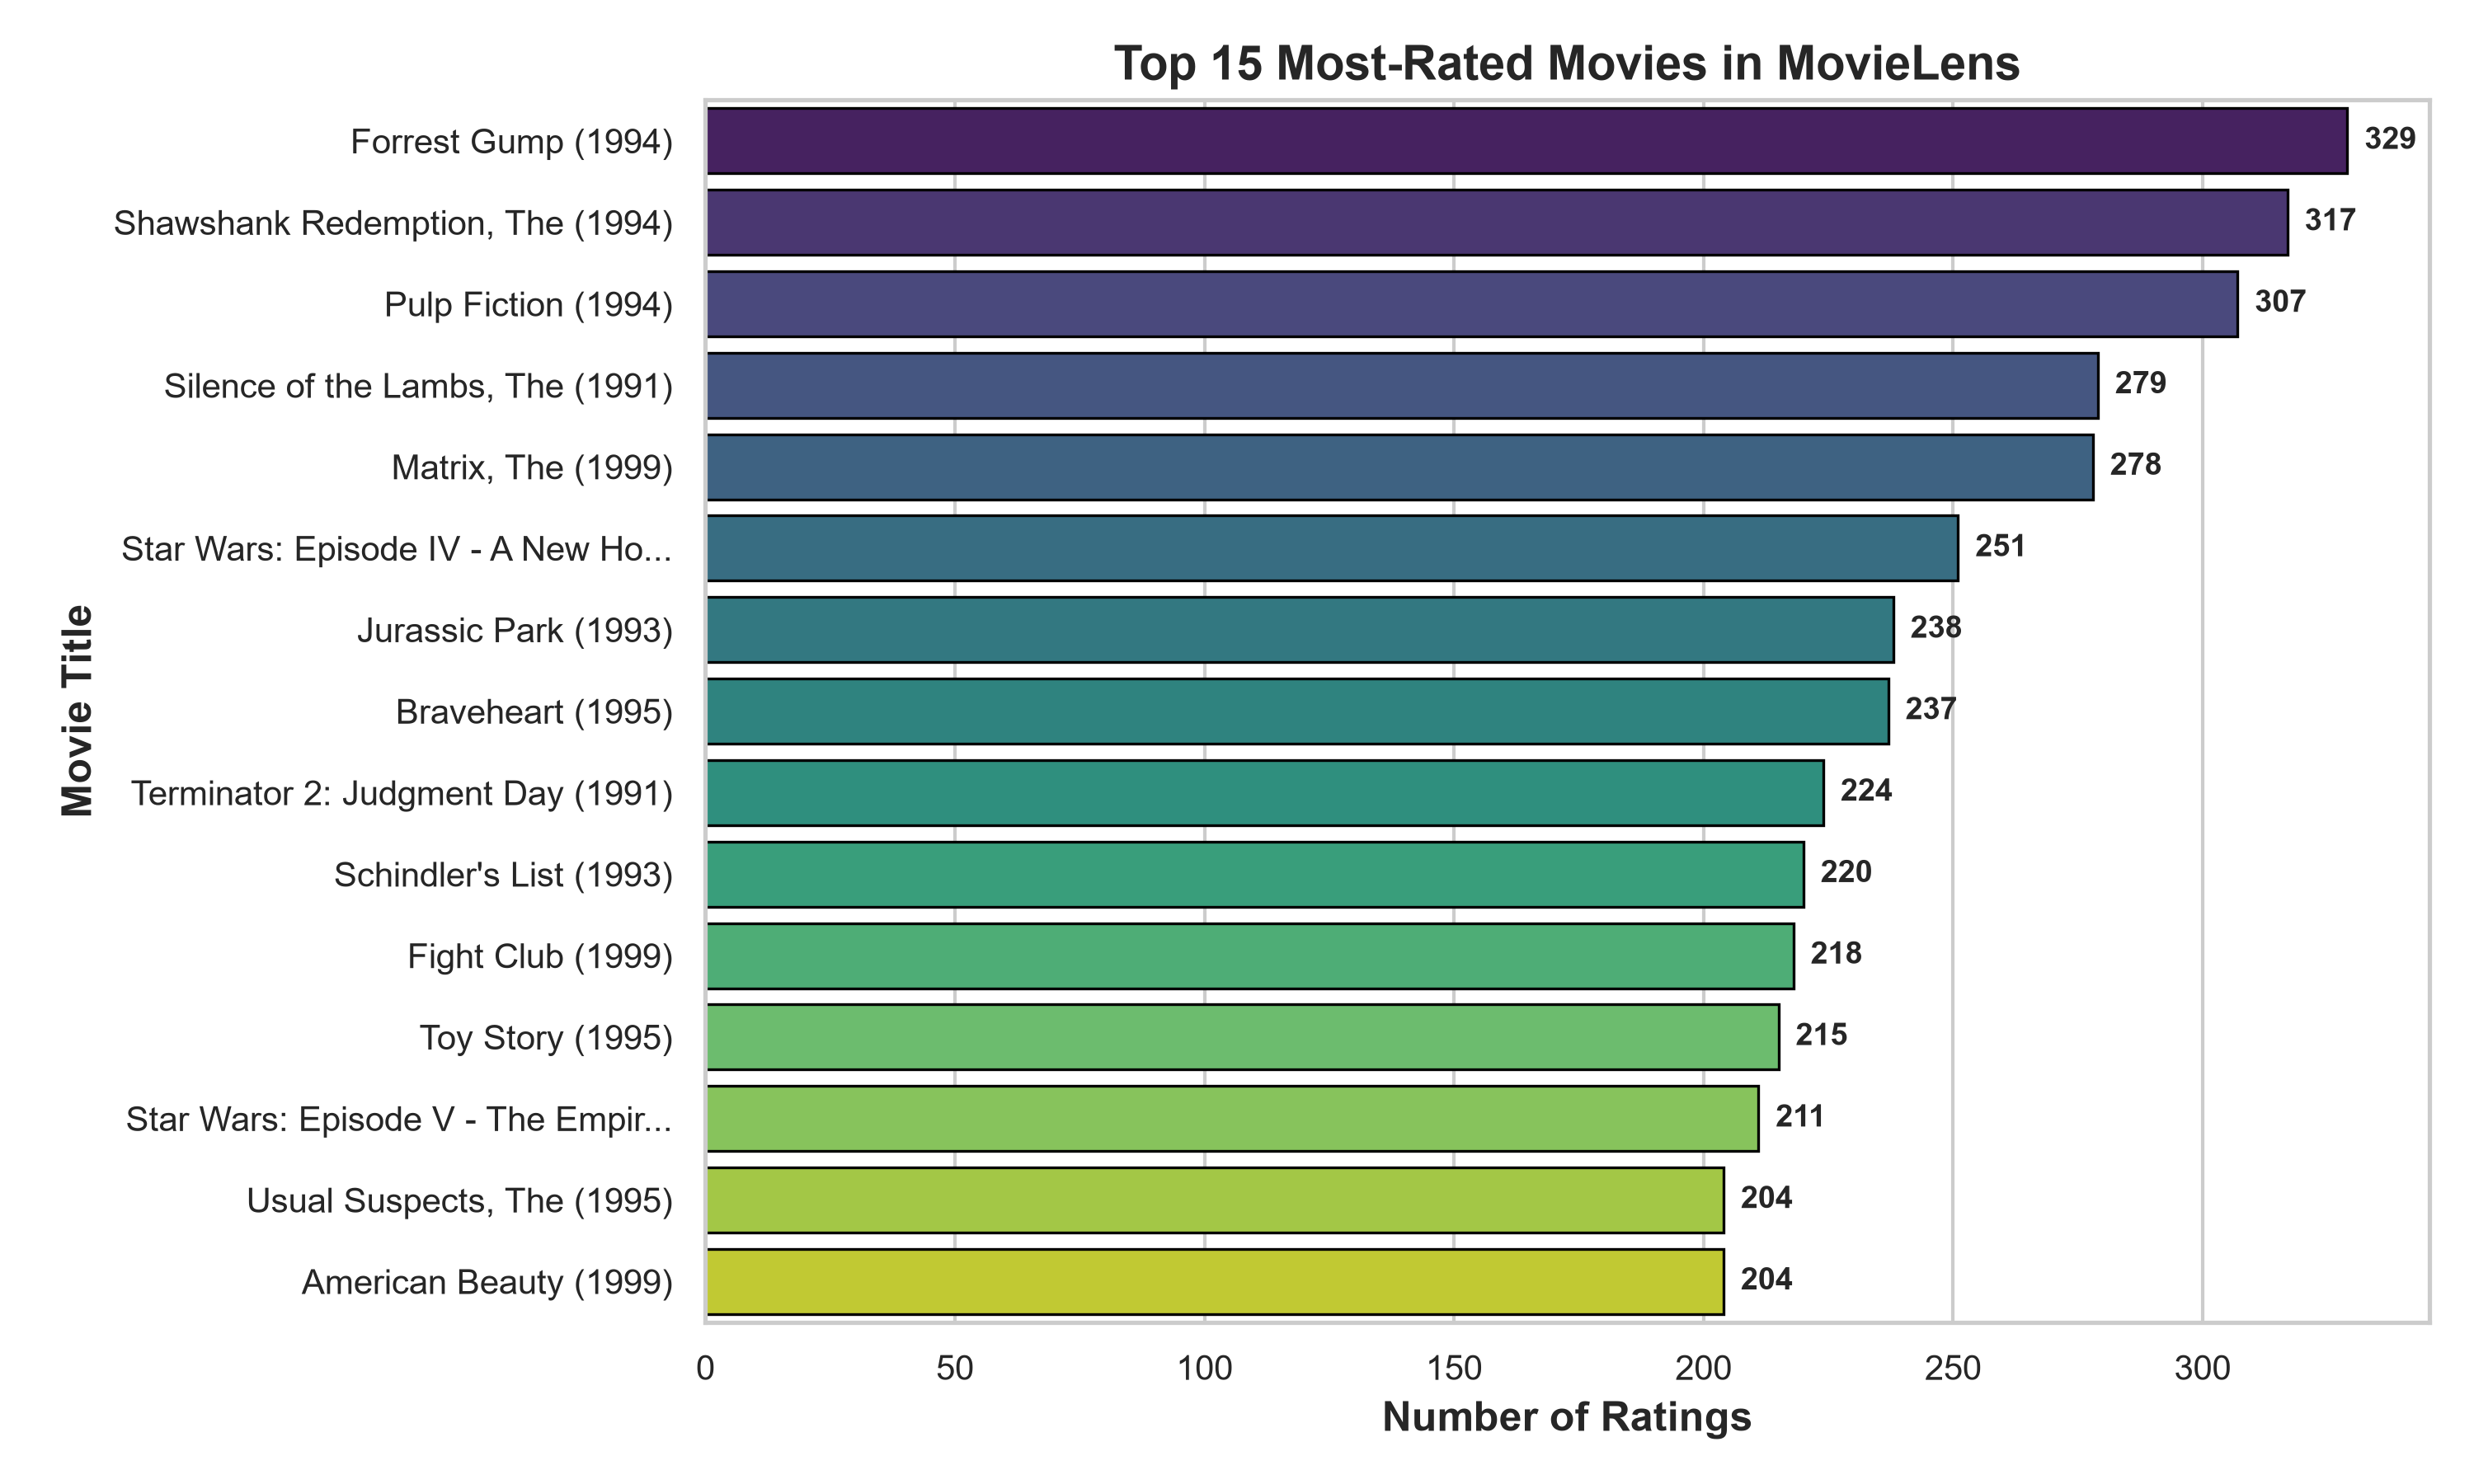 Top 15 Most-Rated Movies in MovieLens
Forrest Gump (1994) 329
Shawshank Redemption, The (1994) 317
Pulp Fiction (1994) 307
Silence of the Lambs, The (1991) 279
Matrix, The (1999) 278
Star Wars: Episode IV - A New Ho... 251
Jurassic Park (1993) 238
Braveheart (1995) 237
Terminator 2: Judgment Day (1991) 224
Schindler's List (1993) 220
Fight Club (1999) 218
Toy Story (1995) 215
Star Wars: Episode V - The Empir... 211
Usual Suspects, The (1995) 204
American Beauty (1999) 204
Movie Title
0 50 100 150 200 250 300
Number of Ratings